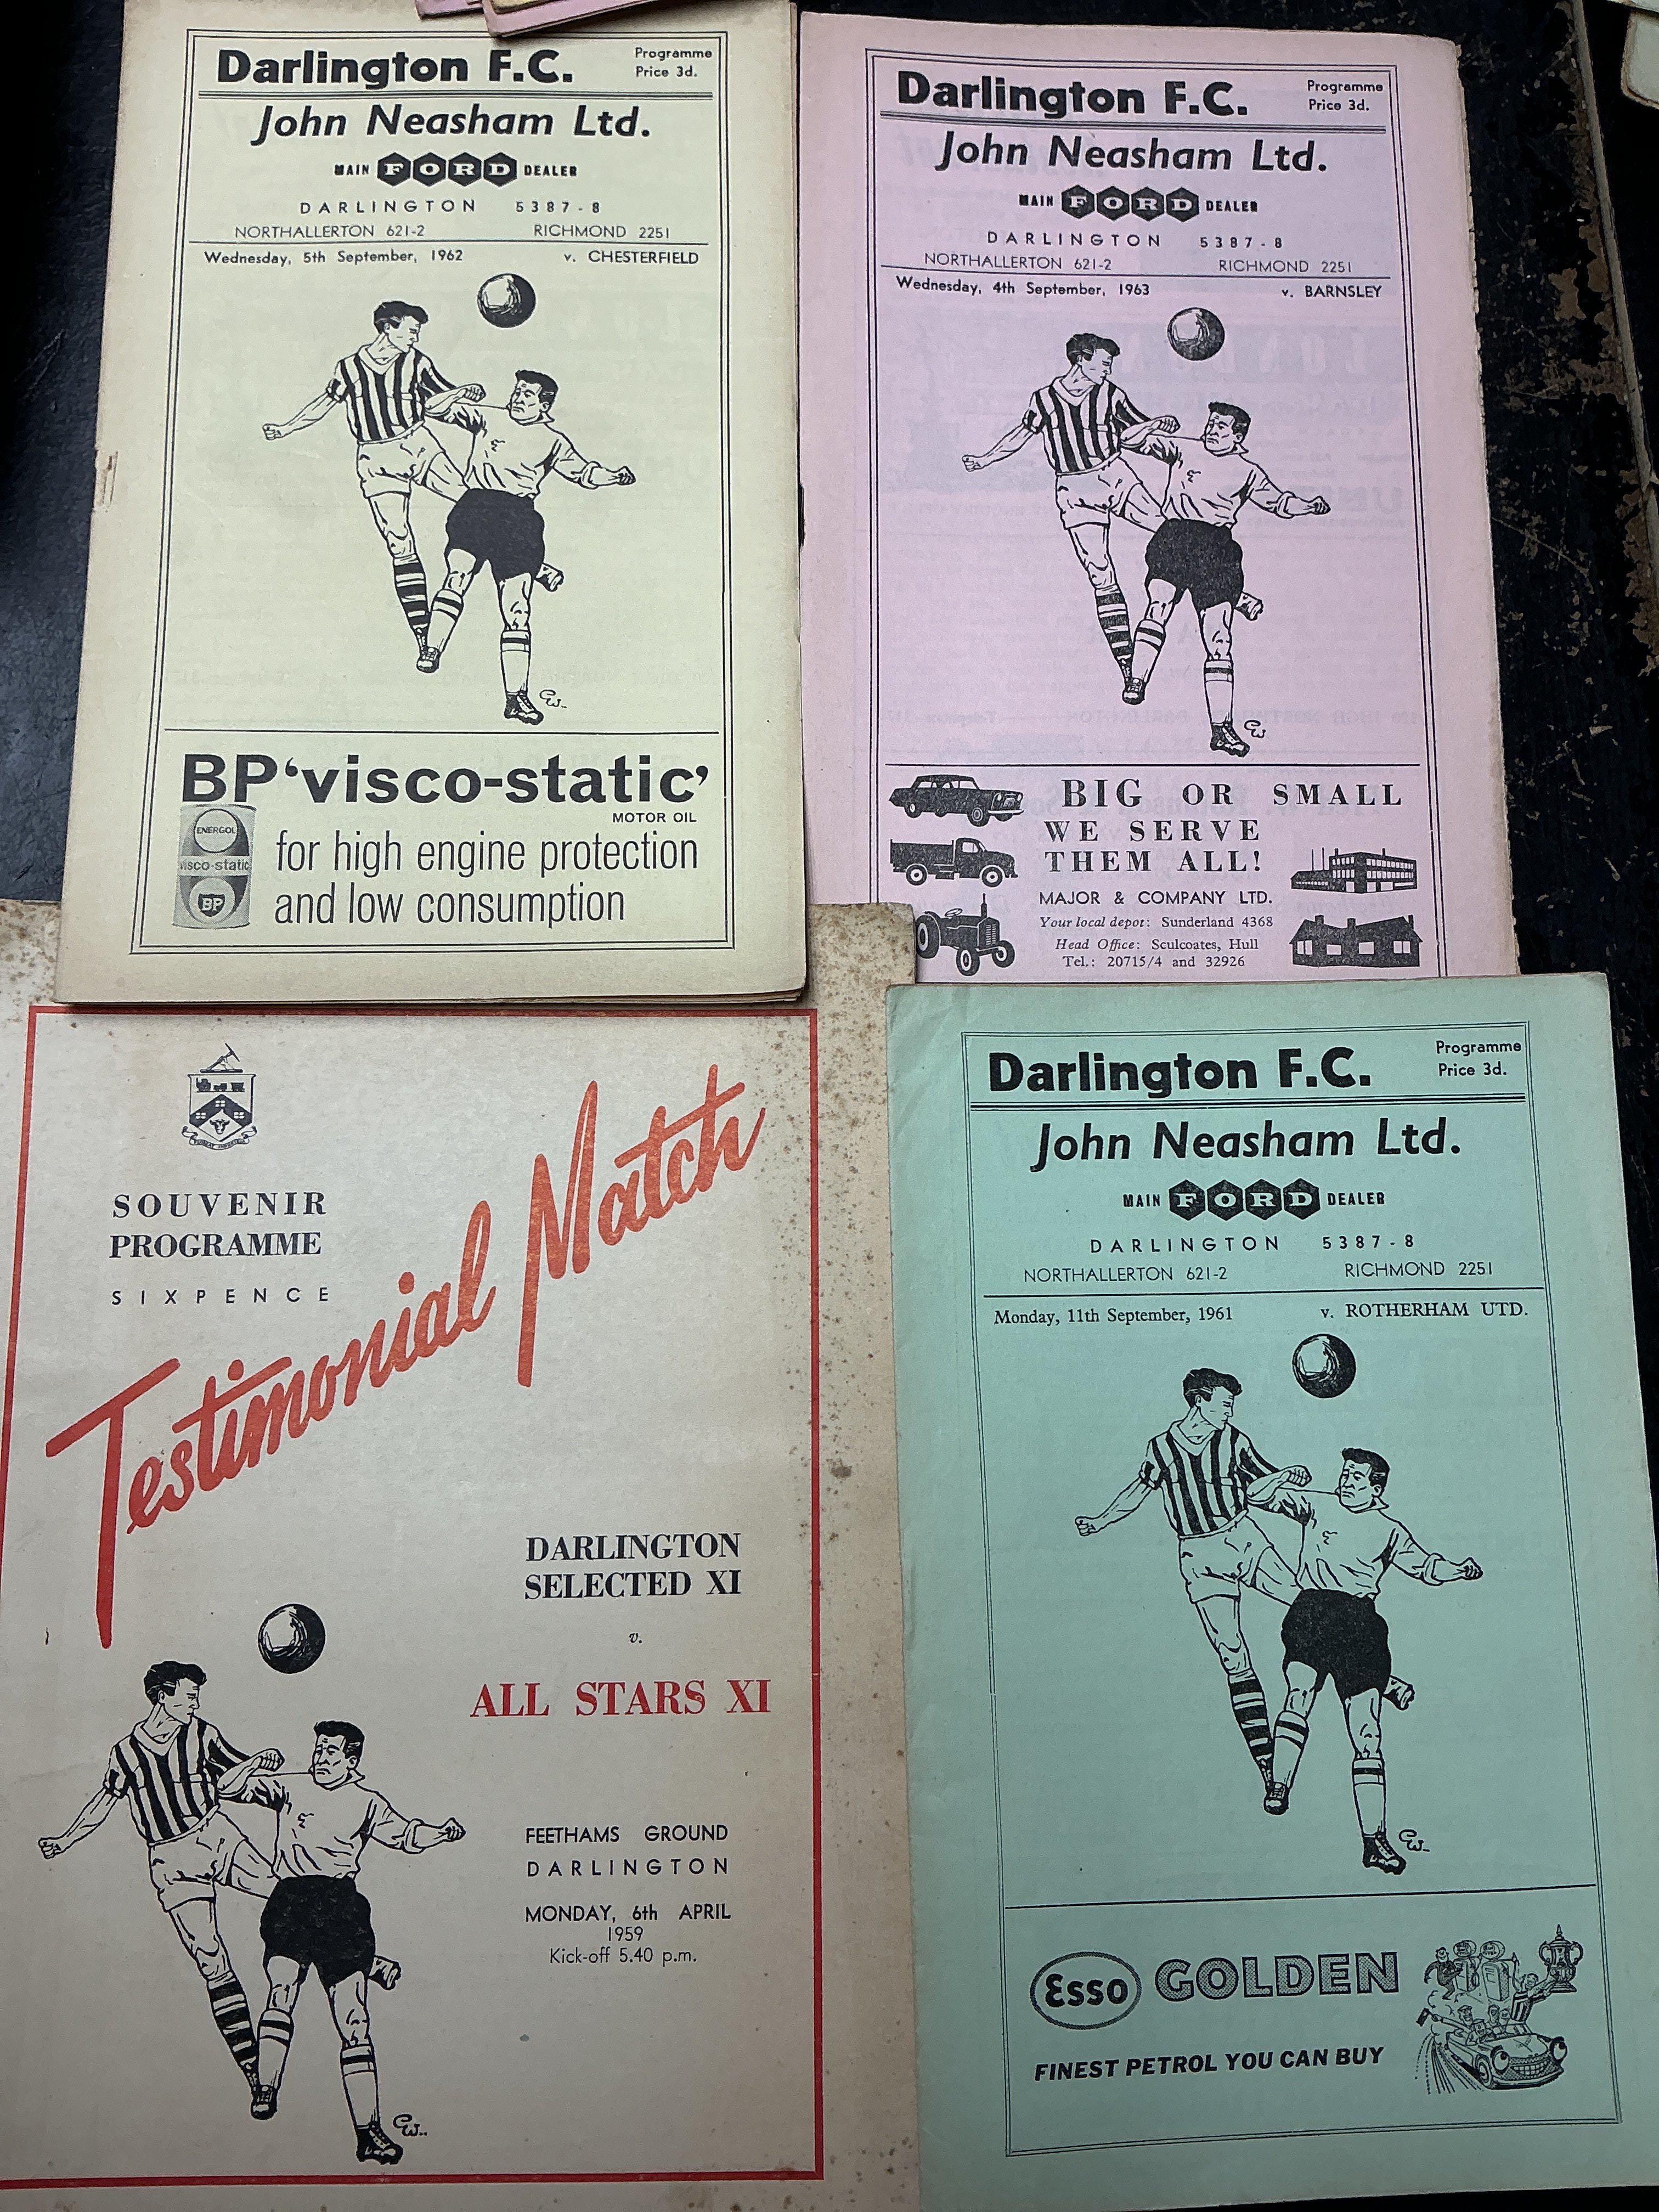 Darlington F.C.
Programme
Price 3d.
John Neasham Ltd.
MAIN FORD DEALER
DARLINGTON 5387-8
NORTHALLERTON 621-2 RICHMOND 2251
Wednesday, 5th September, 1962 v. CHESTERFIELD
CW
BP 'visco-static'
MOTOR OIL
ENERGOL
visco-static
BP
for high engine protection
and low consumption
Darlington F.C.
Programme
Price 3d.
John Neasham Ltd.
MAIN FORD DEALER
DARLINGTON 5387-8
NORTHALLERTON 621-2 RICHMOND 2251
Wednesday, 4th September, 1963 v. BARNSLEY
CW
BIG OR SMALL
WE SERVE
THEM ALL!
MAJOR & COMPANY LTD.
Your local depot: Sunderland 4368
Head Office: Sculcoates, Hull
Tel.: 20715/4 and 32926
SOUVENIR
PROGRAMME
SIXPENCE
Testimonial Match
DARLINGTON
SELECTED XI
v.
ALL STARS XI
FEETHAMS GROUND
DARLINGTON
MONDAY, 6th APRIL
1959
Kick-off 5.40 p.m.
CW..
Darlington F.C.
Programme
Price 3d.
John Neasham Ltd.
MAIN FORD DEALER
DARLINGTON 5387-8
NORTHALLERTON 621-2 RICHMOND 2251
Monday, 11th September, 1961 v. ROTHERHAM UTD.
CW
Esso GOLDEN
FINEST PETROL YOU CAN BUY